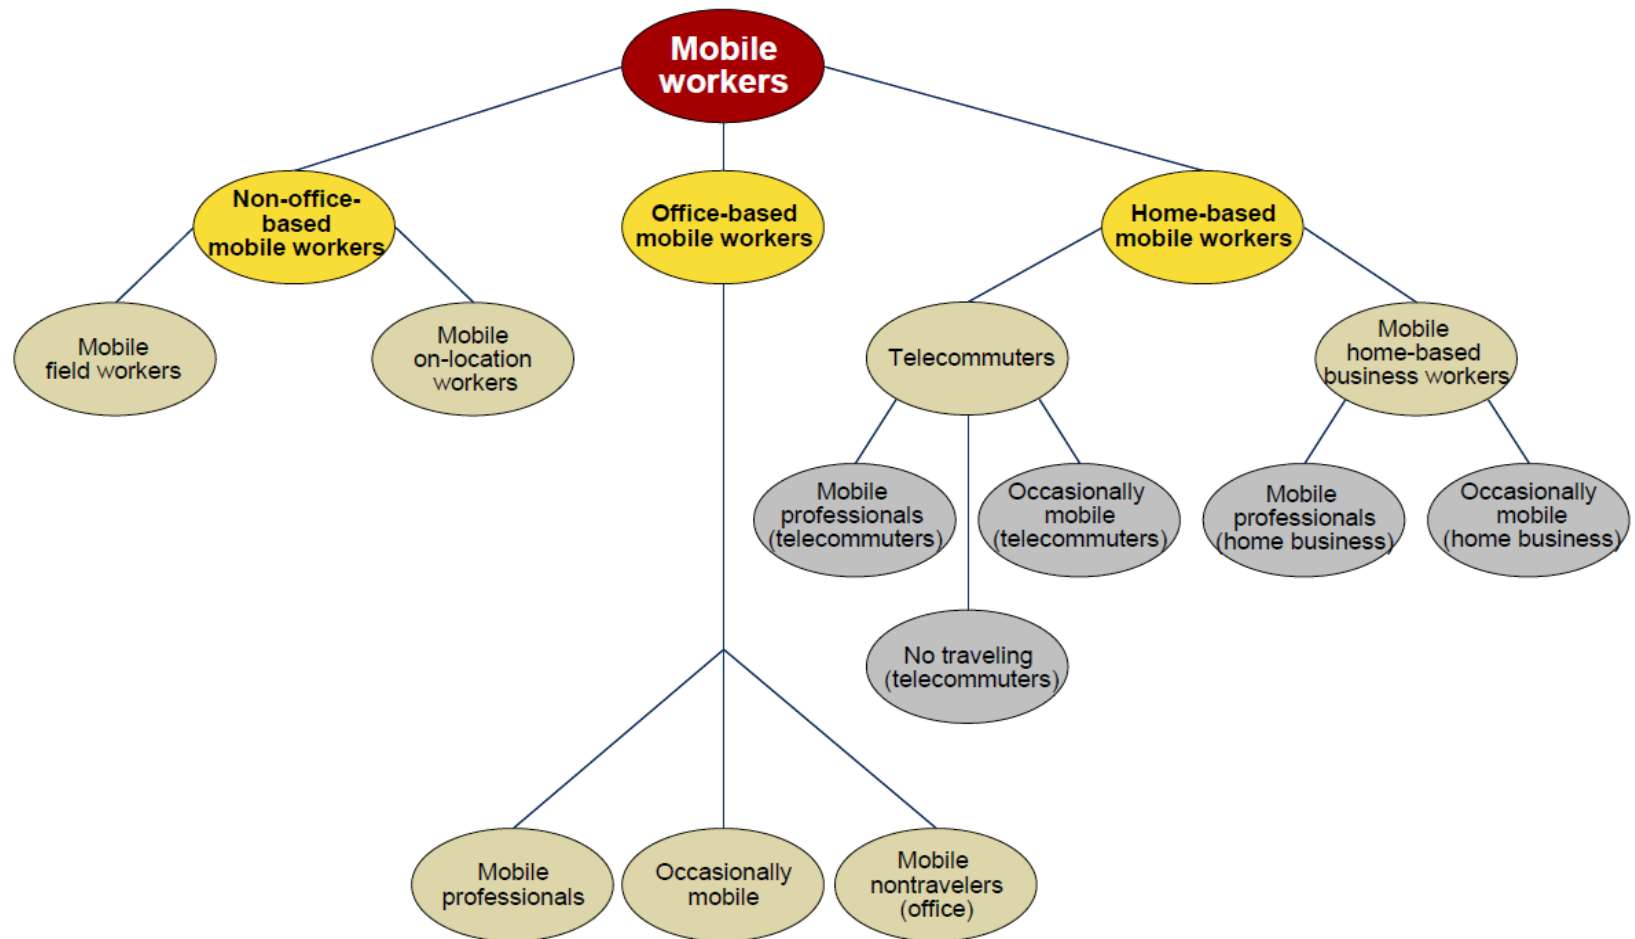 Mobile
workers
Non-office-
based
mobile workers
Office-based
mobile workers
Home-based
mobile workers
Mobile
field workers
Mobile
on-location
workers
Telecommuters
Mobile
home-based
business workers
Mobile
professionals
(telecommuters)
Occasionally
mobile
(telecommuters)
Mobile
professionals
(home business)
Occasionally
mobile
(home business)
No traveling
(telecommuters)
Mobile
professionals
Occasionally
mobile
Mobile
nontravelers
(office)